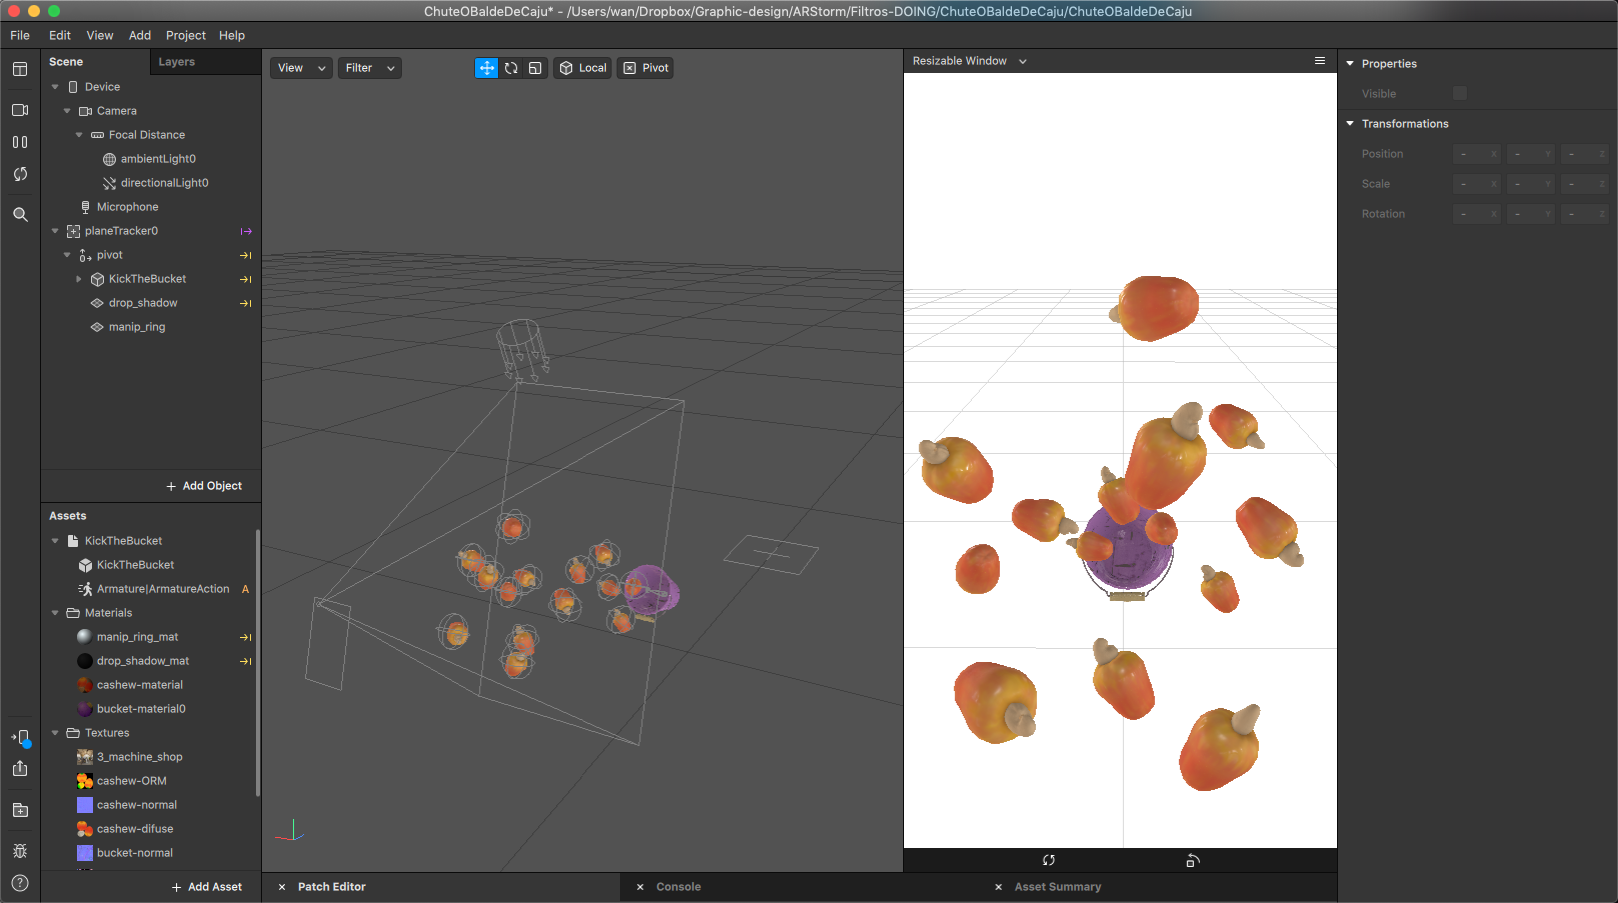 ChuteOBaldeDeCaju* - /Users/wan/Dropbox/Graphic-design/ARStorm/Filtros-DOING/ChuteOBaldeDeCaju/ChuteOBaldeDeCaju
File Edit View Add Project Help
Scene Layers
Device
Camera
Focal Distance
ambientLight0
directionalLight0
Microphone
planeTracker0
pivot
KickTheBucket
drop_shadow
manip_ring
+ Add Object
Assets
KickTheBucket
KickTheBucket
Armature|ArmatureAction A
Materials
manip_ring_mat
drop_shadow_mat
cashew-material
bucket-material0
Textures
3_machine_shop
cashew-ORM
cashew-normal
cashew-difuse
bucket-normal
+ Add Asset
View Filter Local Pivot
Resizable Window
Properties
Visible
Transformations
Position - X - Y - Z
Scale - X - Y - Z
Rotation - X - Y - Z
Patch Editor Console Asset Summary